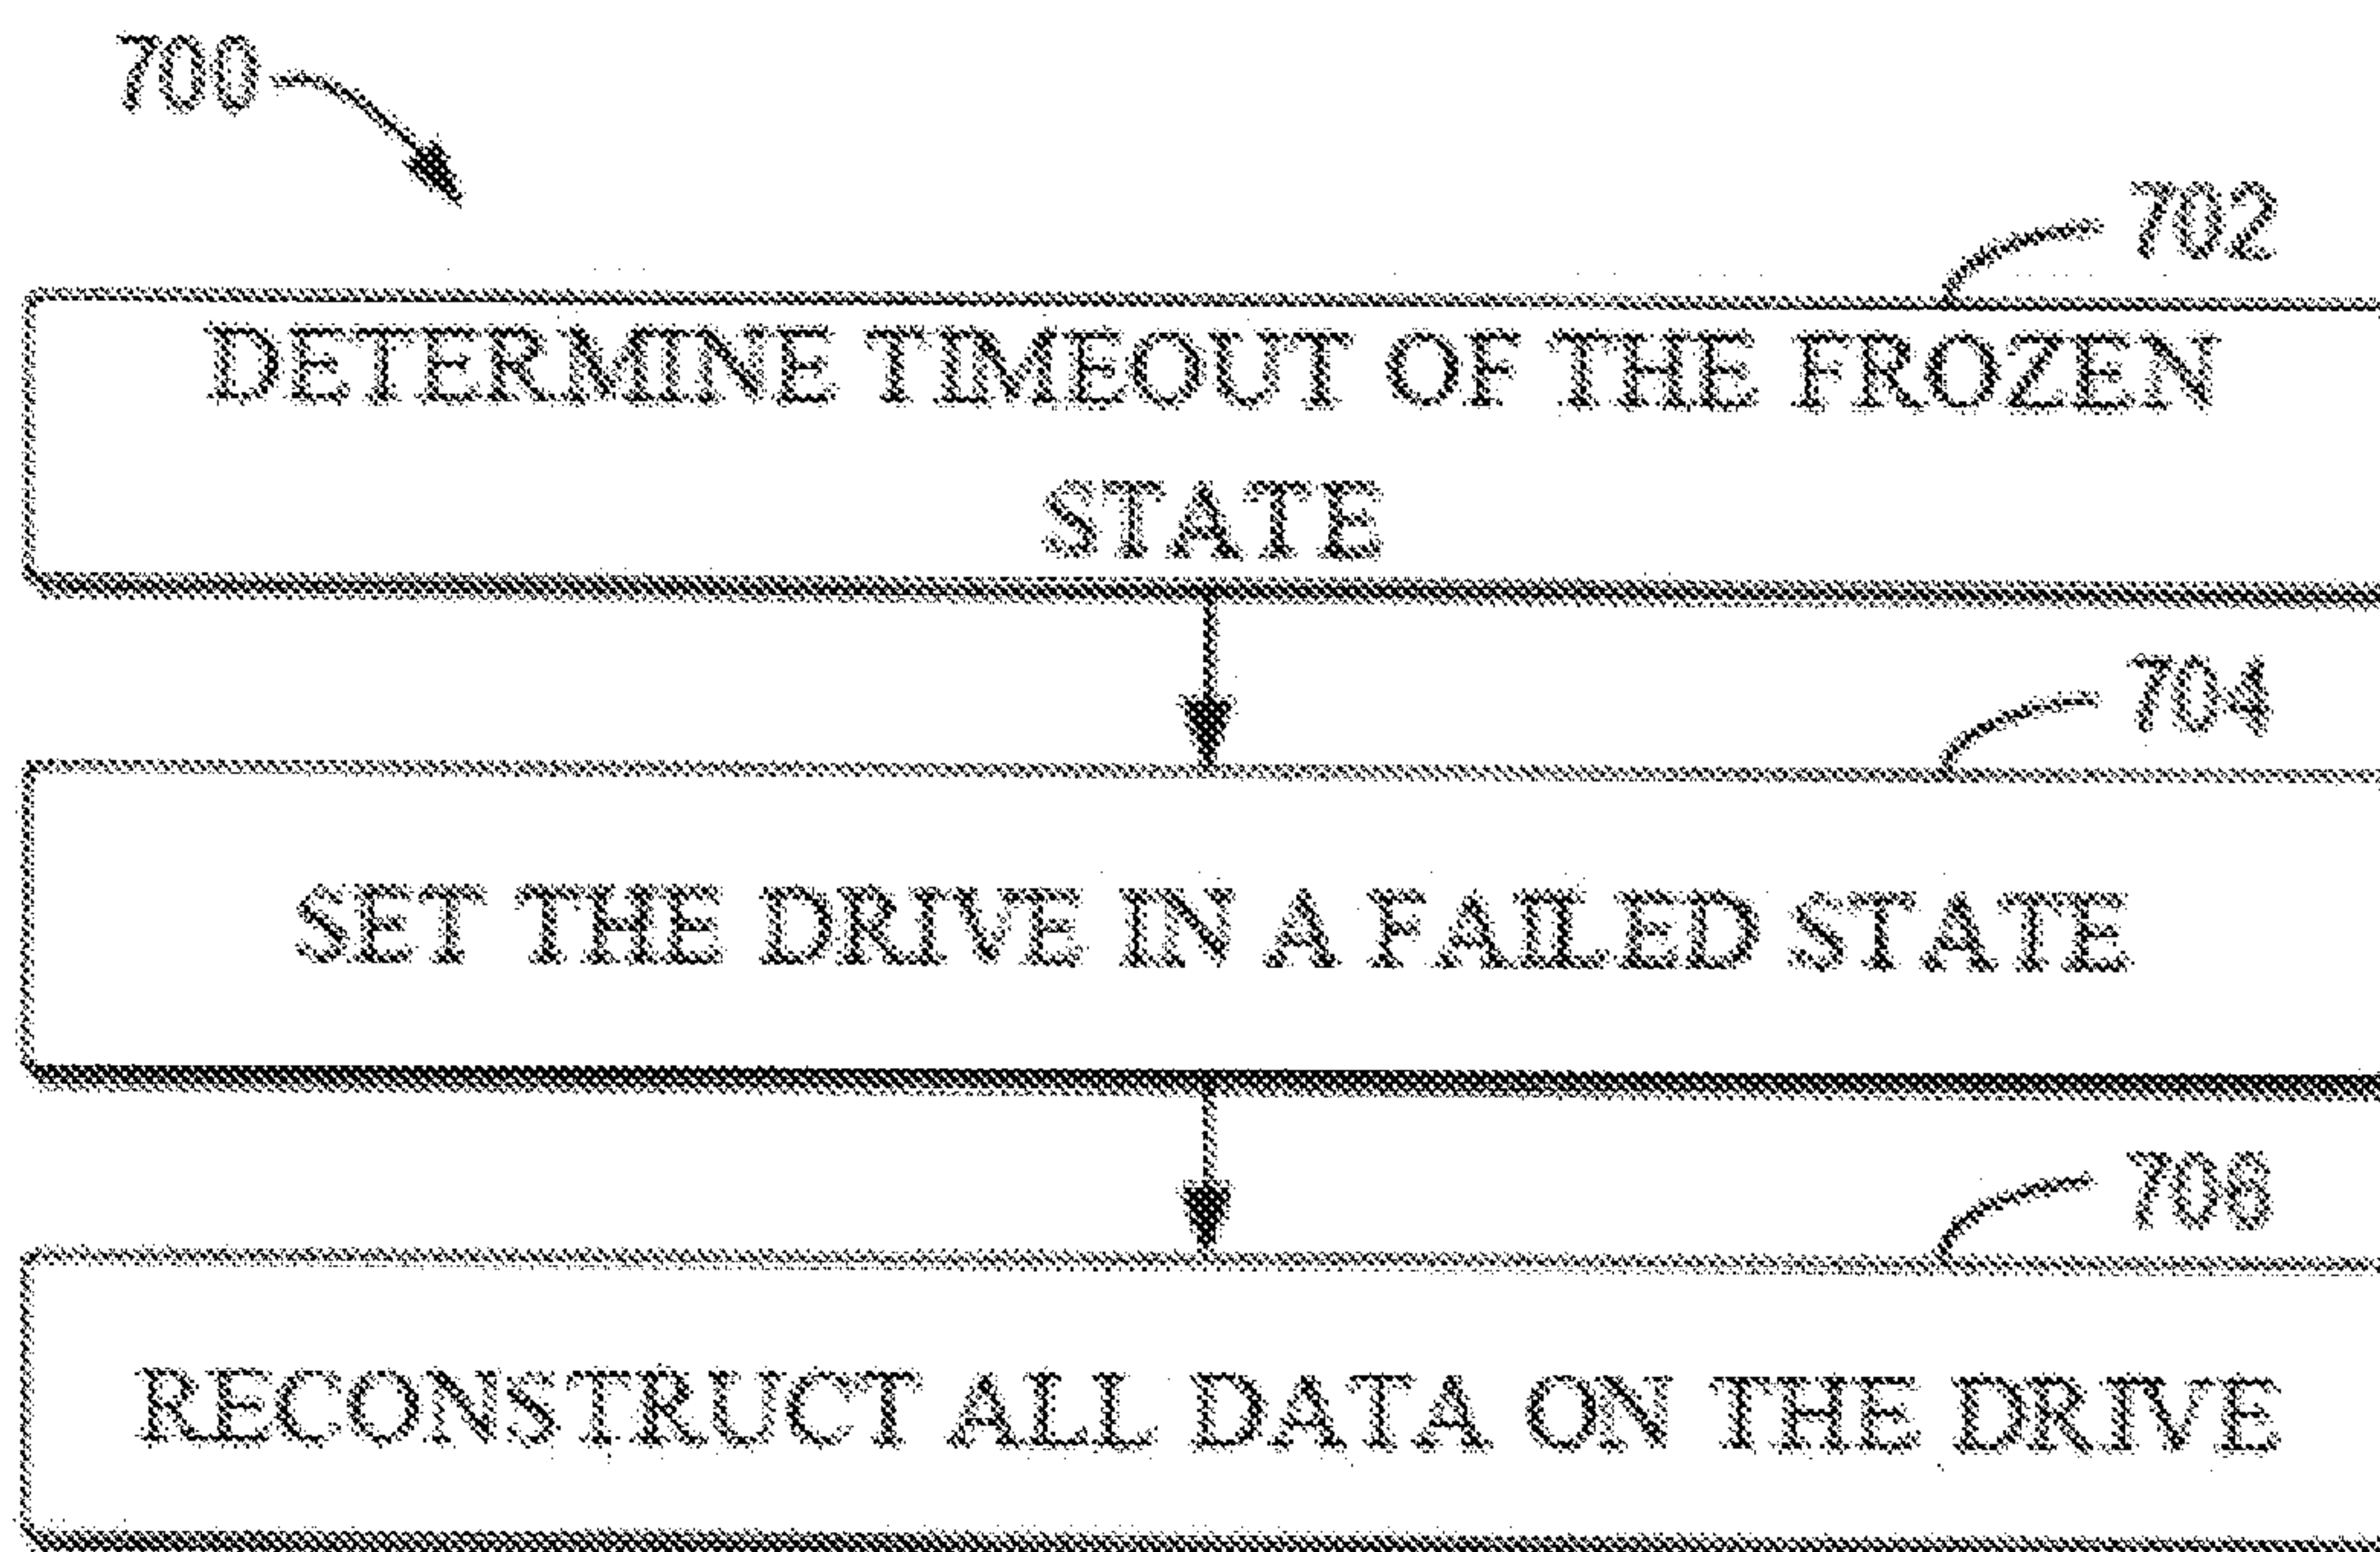 700
702
DETERMINE TIMEOUT OF THE FROZEN
STATE
704
SET THE DRIVE IN A FAILED STATE
706
RECONSTRUCT ALL DATA ON THE DRIVE